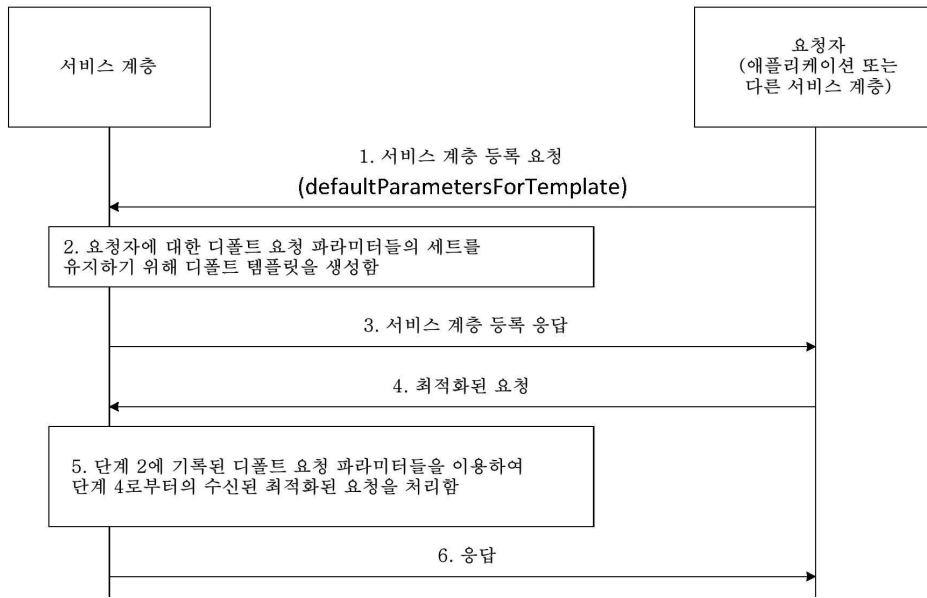 서비스 계층
요청자
(애플리케이션 또는
다른 서비스 계층)
1. 서비스 계층 등록 요청
(defaultParametersForTemplate)
2. 요청자에 대한 디폴트 요청 파라미터들의 세트를
유지하기 위해 디폴트 템플릿을 생성함
3. 서비스 계층 등록 응답
4. 최적화된 요청
5. 단계 2에 기록된 디폴트 요청 파라미터들을 이용하여
단계 4로부터의 수신된 최적화된 요청을 처리함
6. 응답